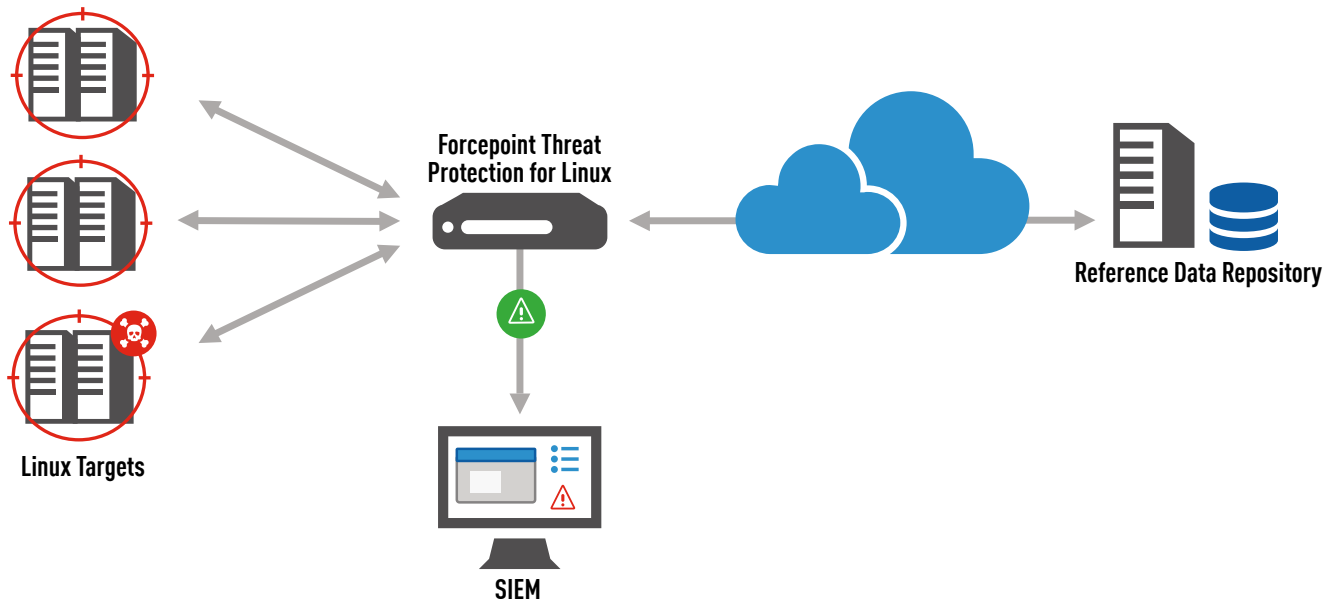 Forcepoint Threat
Protection for Linux
Reference Data Repository
Linux Targets
SIEM